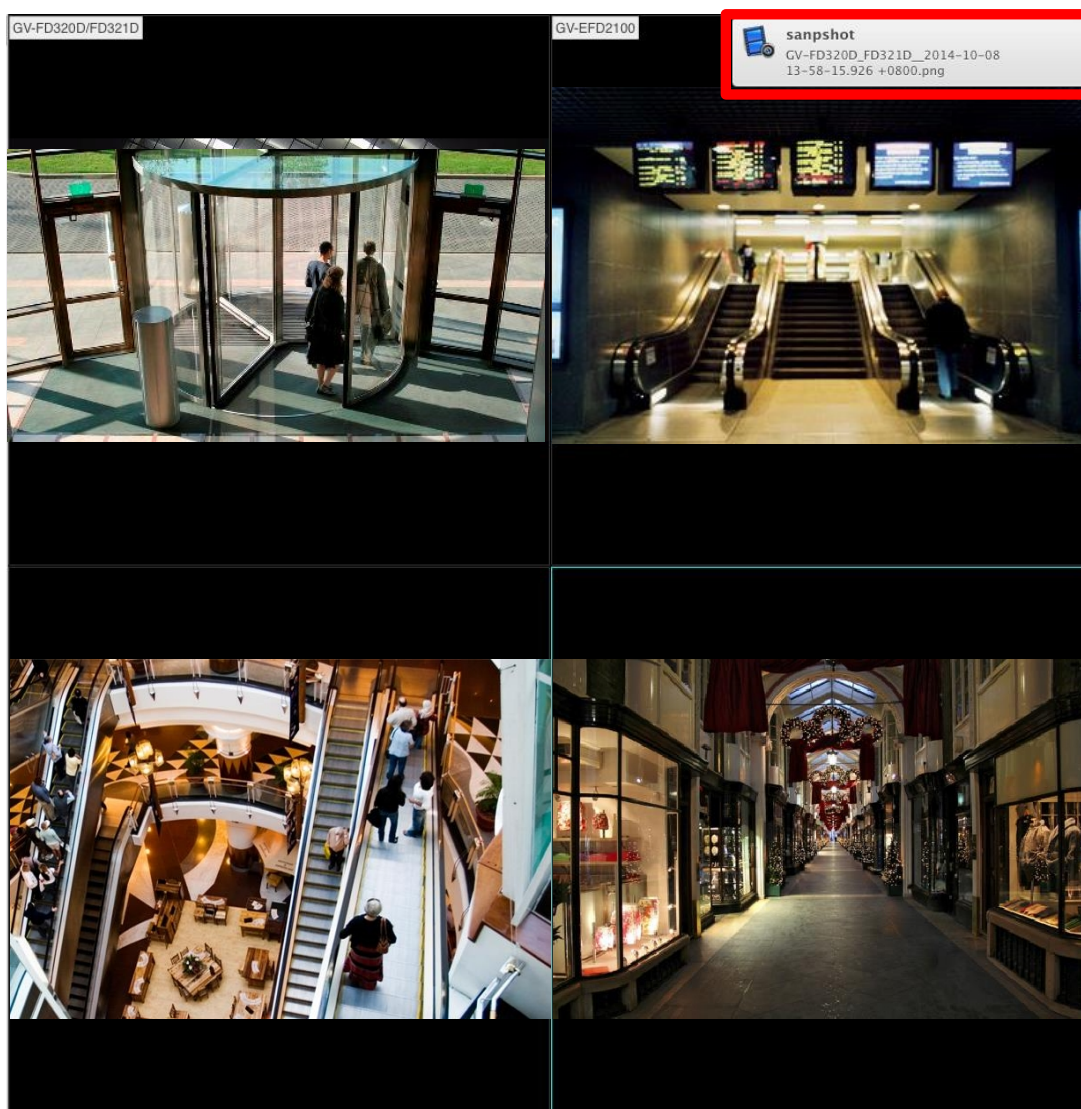 GV-FD320D/FD321D
GV-EFD2100
sanpshot
GV-FD320D_FD321D__2014-10-08
13-58-15.926 +0800.png